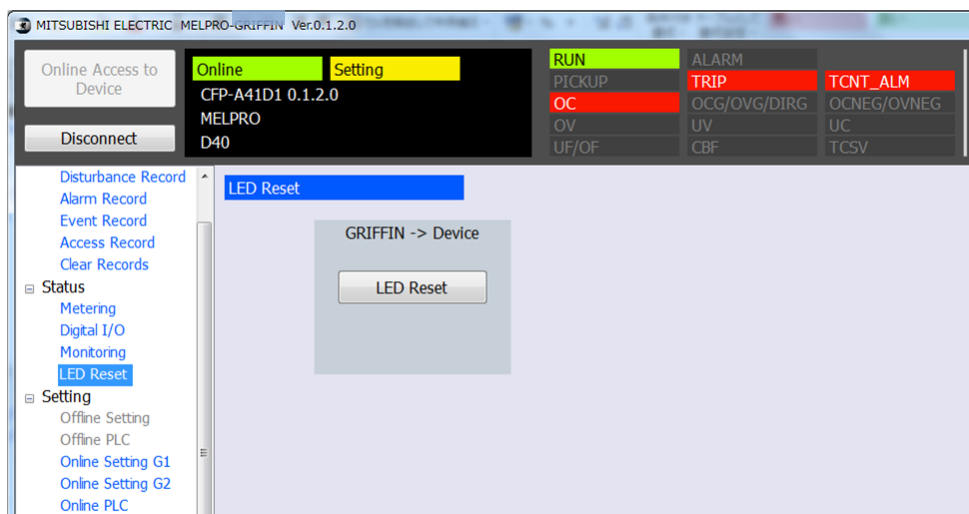 MITSUBISHI ELECTRIC MELPRO-GRIFFIN Ver.0.1.2.0
Online Access to
Device
Disconnect
Online Setting
CFP-A41D1 0.1.2.0
MELPRO
D40
RUN ALARM
PICKUP TRIP TCNT_ALM
OC OCG/OVG/DIRG OCNEG/OVNEG
OV UV UC
UF/OF CBF TCSV
Disturbance Record
Alarm Record
Event Record
Access Record
Clear Records
Status
Metering
Digital I/O
Monitoring
LED Reset
Setting
Offline Setting
Offline PLC
Online Setting G1
Online Setting G2
Online PLC
LED Reset
GRIFFIN -> Device
LED Reset